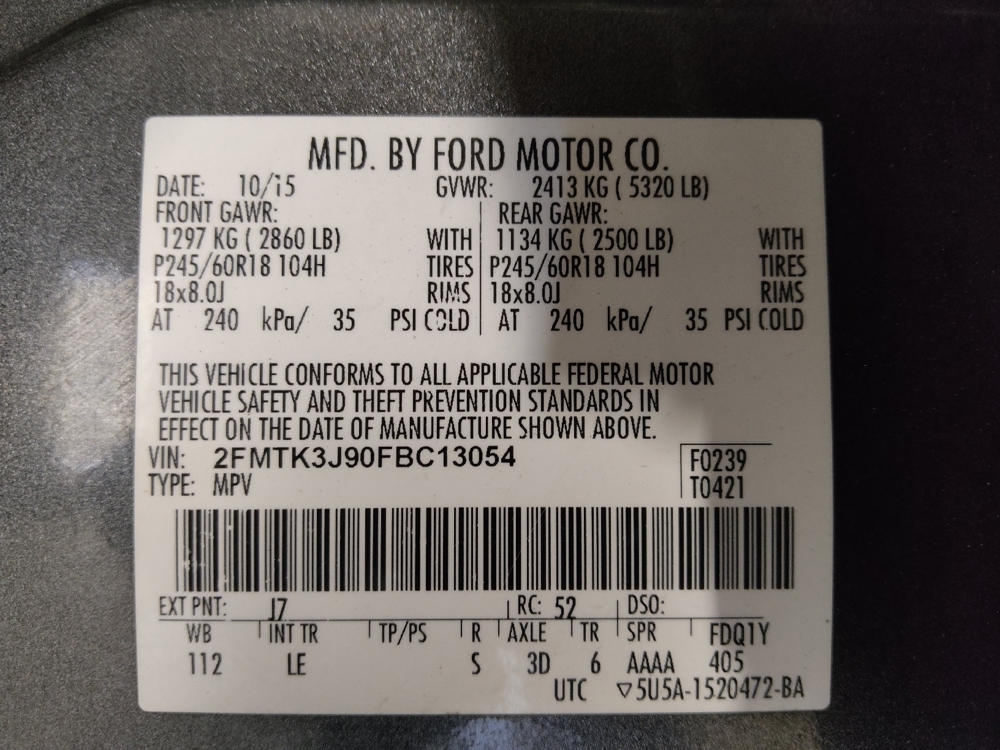 MFD. BY FORD MOTOR CO.
DATE: 10/15 GVWR: 2413 KG ( 5320 LB)
FRONT GAWR: REAR GAWR:
1297 KG ( 2860 LB) WITH 1134 KG ( 2500 LB) WITH
P245/60R18 104H TIRES P245/60R18 104H TIRES
18x8.0J RIMS 18x8.0J RIMS
AT 240 kPa/ 35 PSI COLD AT 240 kPa/ 35 PSI COLD
THIS VEHICLE CONFORMS TO ALL APPLICABLE FEDERAL MOTOR
VEHICLE SAFETY AND THEFT PREVENTION STANDARDS IN
EFFECT ON THE DATE OF MANUFACTURE SHOWN ABOVE.
VIN: 2FMTK3J90FBC13054 F0239
TYPE: MPV T0421
EXT PNT: J7 RC: 52 DSO:
WB INT TR TP/PS R AXLE TR SPR FDQ1Y
112 LE S 3D 6 AAAA 405
UTC ▽5U5A-1520472-BA